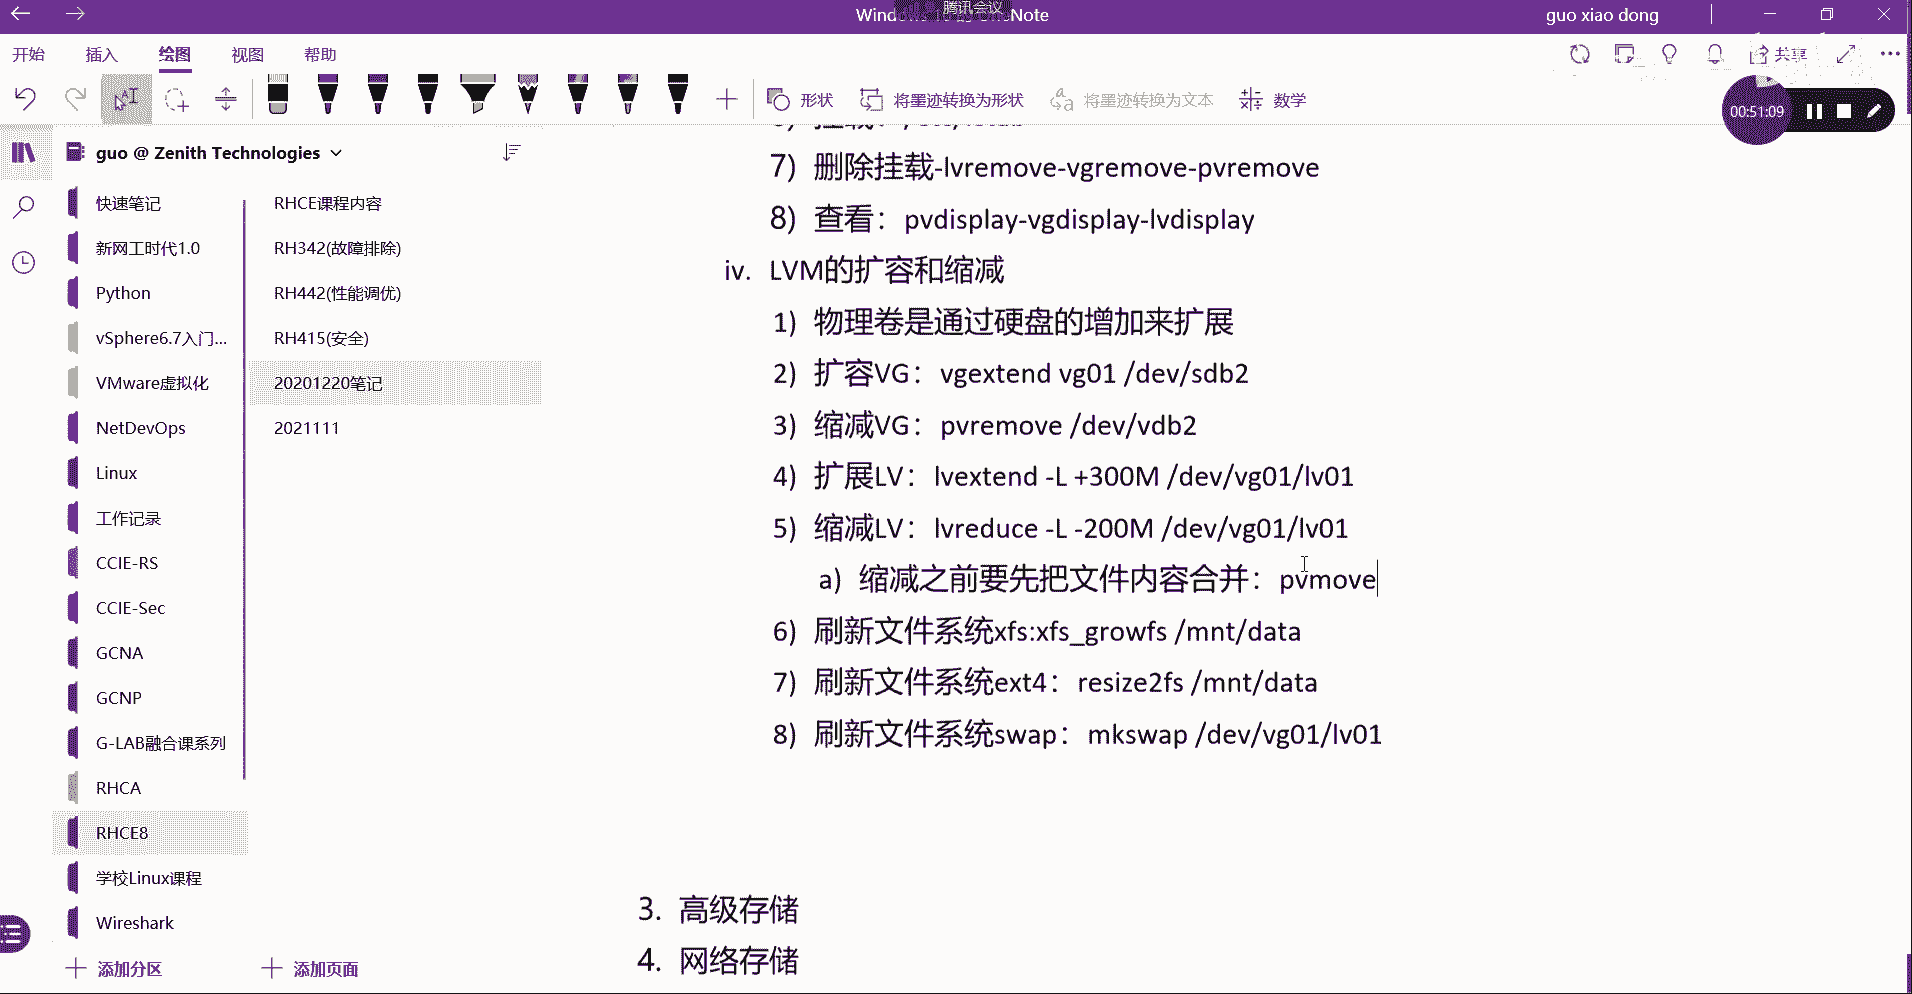 腾讯会议
guo xiao dong
开始 插入 绘图 视图 帮助
共享
形状 将墨迹转换为形状 将墨迹转换为文本 数学
00:51:09
guo @ Zenith Technologies
快速笔记
新网工时代1.0
Python
vSphere6.7入门...
VMware虚拟化
NetDevOps
Linux
工作记录
CCIE-RS
CCIE-Sec
GCNA
GCNP
G-LAB融合课系列
RHCA
RHCE8
学校Linux课程
Wireshark
添加分区
RHCE课程内容
RH342(故障排除)
RH442(性能调优)
RH415(安全)
20201220笔记
2021111
添加页面
7) 删除挂载-lvremove-vgremove-pvremove
8) 查看：pvdisplay-vgdisplay-lvdisplay
iv. LVM的扩容和缩减
1) 物理卷是通过硬盘的增加来扩展
2) 扩容VG：vgextend vg01 /dev/sdb2
3) 缩减VG：pvremove /dev/vdb2
4) 扩展LV：lvextend -L +300M /dev/vg01/lv01
5) 缩减LV：lvreduce -L -200M /dev/vg01/lv01
a) 缩减之前要先把文件内容合并：pvmove
6) 刷新文件系统xfs:xfs_growfs /mnt/data
7) 刷新文件系统ext4：resize2fs /mnt/data
8) 刷新文件系统swap：mkswap /dev/vg01/lv01
3. 高级存储
4. 网络存储